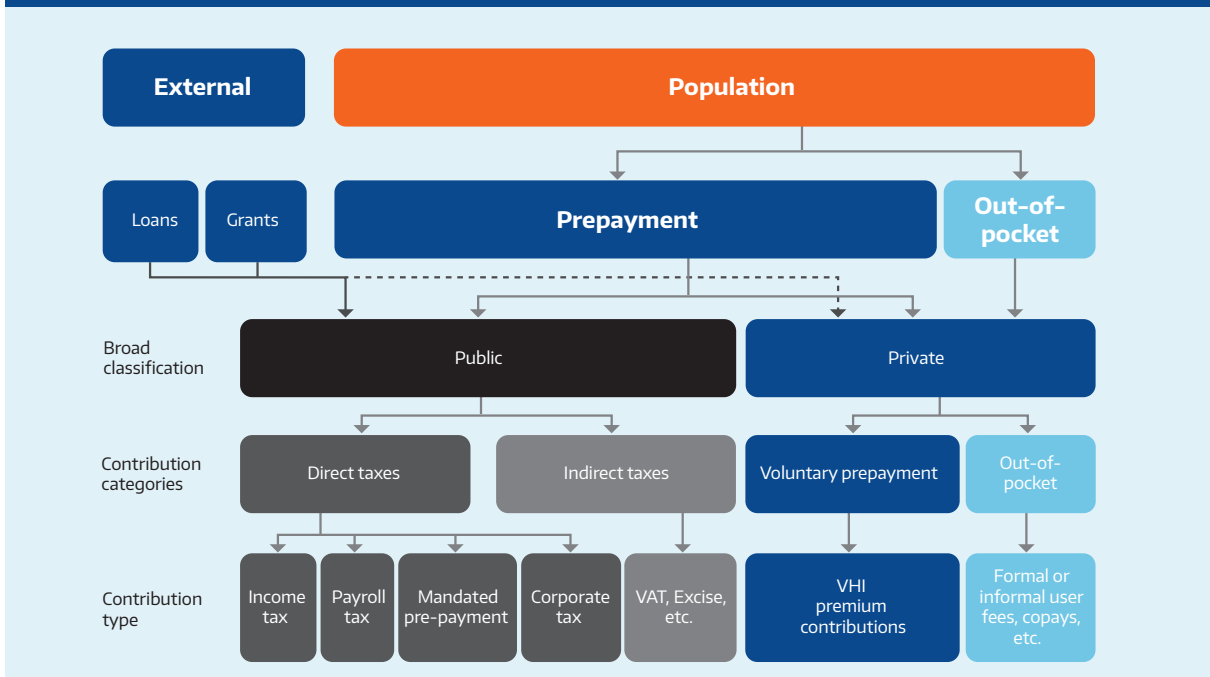 External
Population
Loans
Grants
Prepayment
Out-of-
pocket
Broad
classification
Public
Private
Contribution
categories
Direct taxes
Indirect taxes
Voluntary prepayment
Out-of-
pocket
Contribution
type
Income
tax
Payroll
tax
Mandated
pre-payment
Corporate
tax
VAT, Excise,
etc.
VHI
premium
contributions
Formal or
informal user
fees, copays,
etc.